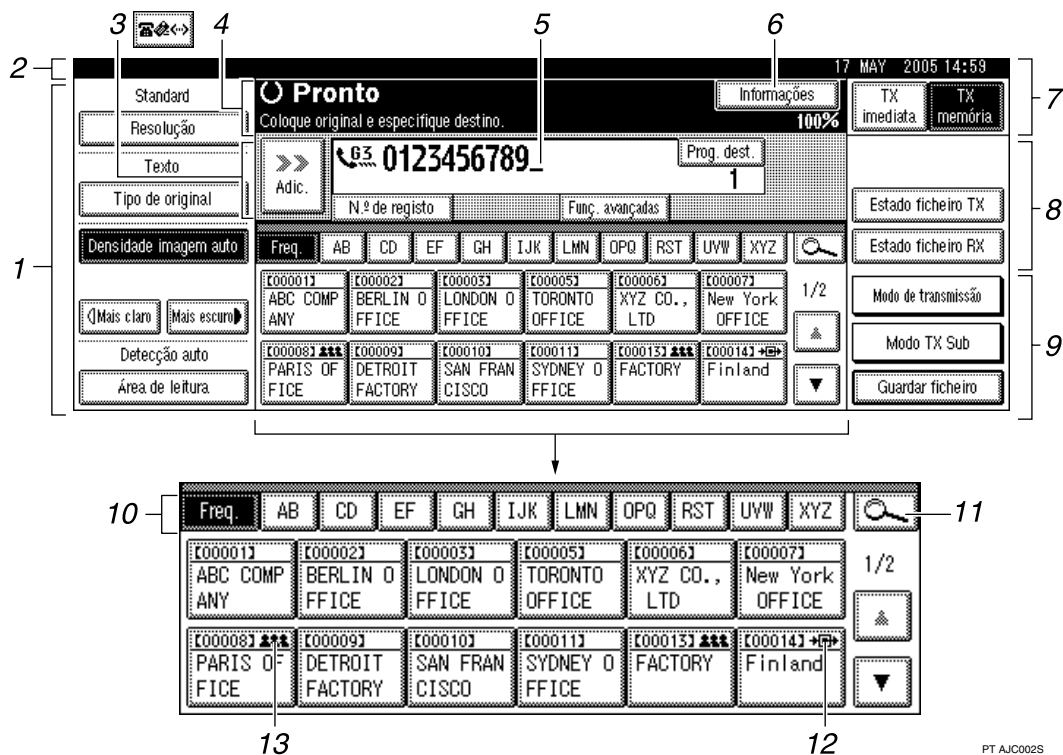 3 4 5 6
2 17 MAY 2005 14:59
1
Standard
Resolução
Texto
Tipo de original
Densidade imagem auto
Mais claro Mais escuro
Detecção auto
Área de leitura
Pronto Informações
Coloque original e especifique destino. 100%
Adic.
G3 0123456789_ Prog. dest.
1
N.º de registo Funç. avançadas
Freq. AB CD EF GH IJK LMN OPQ RST UVW XYZ
[00001] [00002] [00003] [00005] [00006] [00007]
ABC COMP BERLIN O LONDON O TORONTO XYZ CO., New York 1/2
ANY FFICE FFICE OFFICE LTD OFFICE
[00008] [00009] [00010] [00011] [00013] [00014]
PARIS OF DETROIT SAN FRAN SYDNEY O FACTORY Finland
FICE FACTORY CISCO FFICE
TX imediata TX memória 7
Estado ficheiro TX
8
Estado ficheiro RX
Modo de transmissão
Modo TX Sub 9
Guardar ficheiro
10 Freq. AB CD EF GH IJK LMN OPQ RST UVW XYZ 11
[00001] [00002] [00003] [00005] [00006] [00007]
ABC COMP BERLIN O LONDON O TORONTO XYZ CO., New York 1/2
ANY FFICE FFICE OFFICE LTD OFFICE
[00008] [00009] [00010] [00011] [00013] [00014]
PARIS OF DETROIT SAN FRAN SYDNEY O FACTORY Finland
FICE FACTORY CISCO FFICE
13 12
PT AJC002S